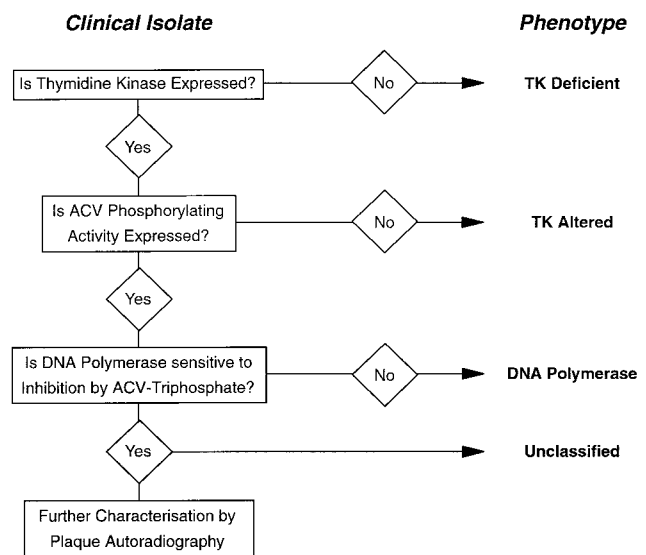 Clinical Isolate
Phenotype
Is Thymidine Kinase Expressed?
No
TK Deficient
Yes
Is ACV Phosphorylating
Activity Expressed?
No
TK Altered
Yes
Is DNA Polymerase sensitive to
Inhibition by ACV-Triphosphate?
No
DNA Polymerase
Yes
Unclassified
Further Characterisation by
Plaque Autoradiography